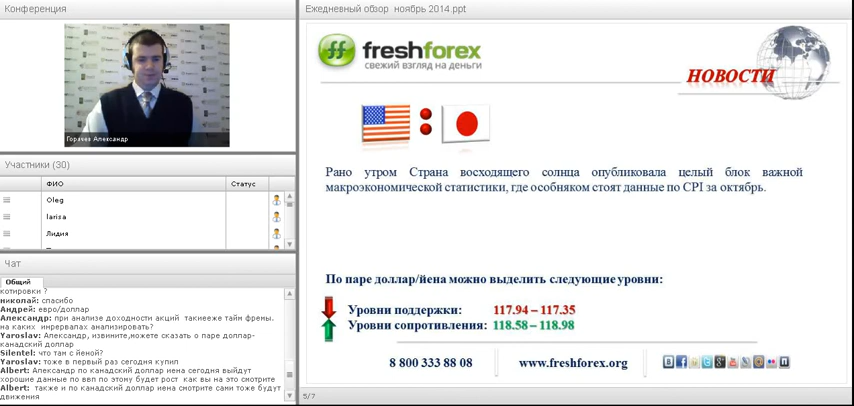 Конференция
Горячев Александр
Участники (30)
ФИО Статус
Oleg
larisa
Лидия
Чат
Общий
котировки ?
николай: спасибо
Андрей: евро/доллар
Александр: при анализе доходности акций такиееже тайм фремы.
на каких инрервалах анализировать?
Yaroslav: Александр, извините,можете сказать о паре доллар-
канадский доллар
Silentel: что там с йеной?
Yaroslav: тоже в первый раз сегодня купил
Albert: Александр по канадский доллар иена сегодня выйдут
хорошие данные по ввп по этому будет рост как вы на это смотрите
Albert: также и по канадский доллар иена смотрите сами тоже будут
движения
Ежедневный обзор ноябрь 2014.ppt
freshforex
свежий взгляд на деньги
НОВОСТИ
Рано утром Страна восходящего солнца опубликовала целый блок важной
макроэкономической статистики, где особняком стоят данные по CPI за октябрь.
По паре доллар/йена можно выделить следующие уровни:
Уровни поддержки: 117.94 – 117.35
Уровни сопротивления: 118.58 – 118.98
8 800 333 88 08 www.freshforex.org
5/7